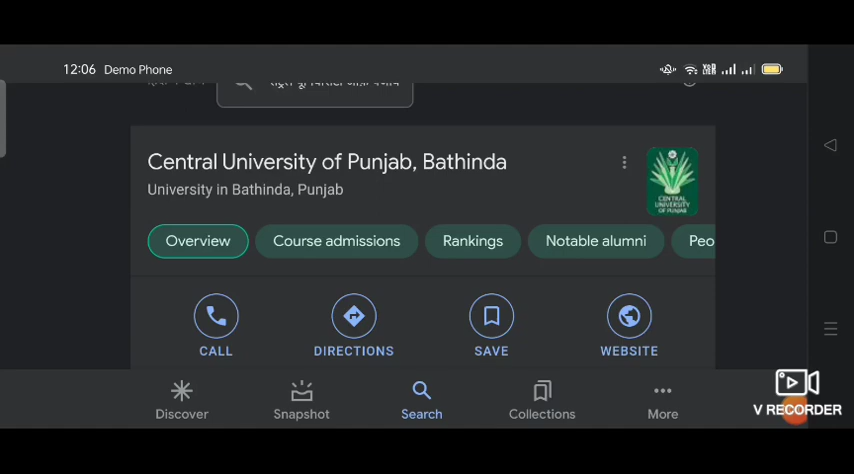 12:06 Demo Phone
Central University of Punjab, Bathinda
University in Bathinda, Punjab
CENTRAL
UNIVERSITY
OF PUNJAB
Overview Course admissions Rankings Notable alumni Peo
CALL DIRECTIONS SAVE WEBSITE
Discover Snapshot Search Collections More
V RECORDER